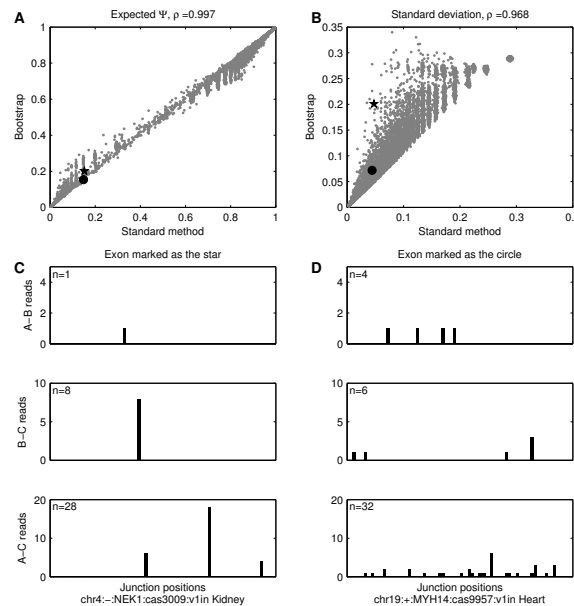 A
Expected Ψ, ρ =0.997
1
0.8
0.6
0.4
0.2
0
Bootstrap
0 0.2 0.4 0.6 0.8 1
Standard method
B
Standard deviation, ρ =0.968
0.35
0.3
0.25
0.2
0.15
0.1
0.05
0
Bootstrap
0 0.1 0.2 0.3 0.4
Standard method
C
Exon marked as the star
n=1
4
2
0
A−B reads
n=8
10
5
0
B−C reads
n=28
20
10
0
A−C reads
Junction positions
chr4:−:NEK1:cas3009:v1in Kidney
D
Exon marked as the circle
n=4
4
2
0
n=6
10
5
0
n=32
20
10
0
Junction positions
chr19:+:MYH14:cas9957:v1in Heart